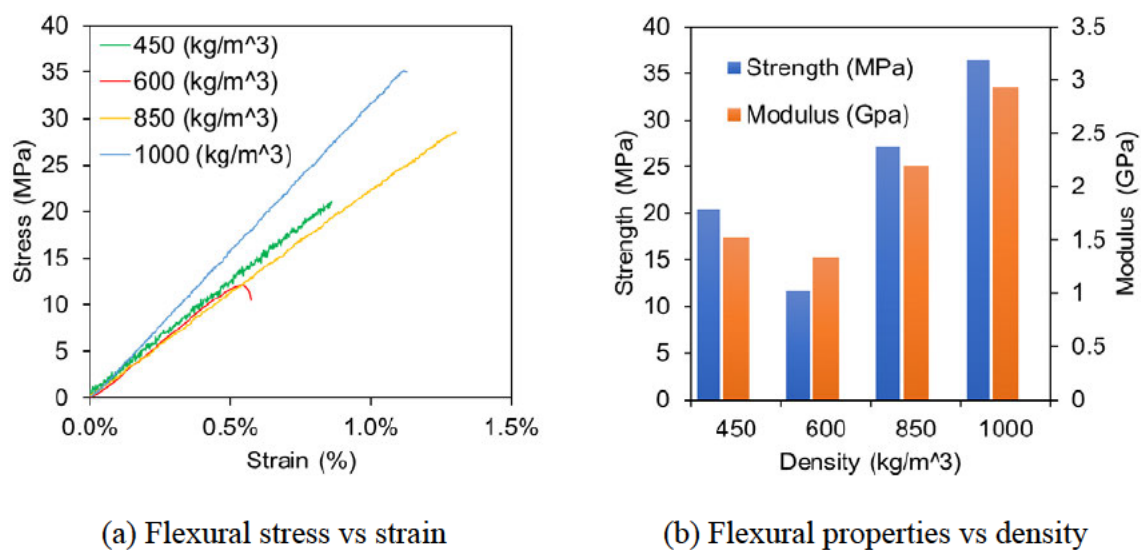 40
35
30
25
20
15
10
5
0
Stress (MPa)
450 (kg/m^3)
600 (kg/m^3)
850 (kg/m^3)
1000 (kg/m^3)
0.0% 0.5% 1.0% 1.5%
Strain (%)
(a) Flexural stress vs strain
40
35
30
25
20
15
10
5
0
Strength (MPa)
Strength (MPa)
Modulus (Gpa)
3.5
3
2.5
2
1.5
1
0.5
0
Modulus (GPa)
450 600 850 1000
Density (kg/m^3)
(b) Flexural properties vs density